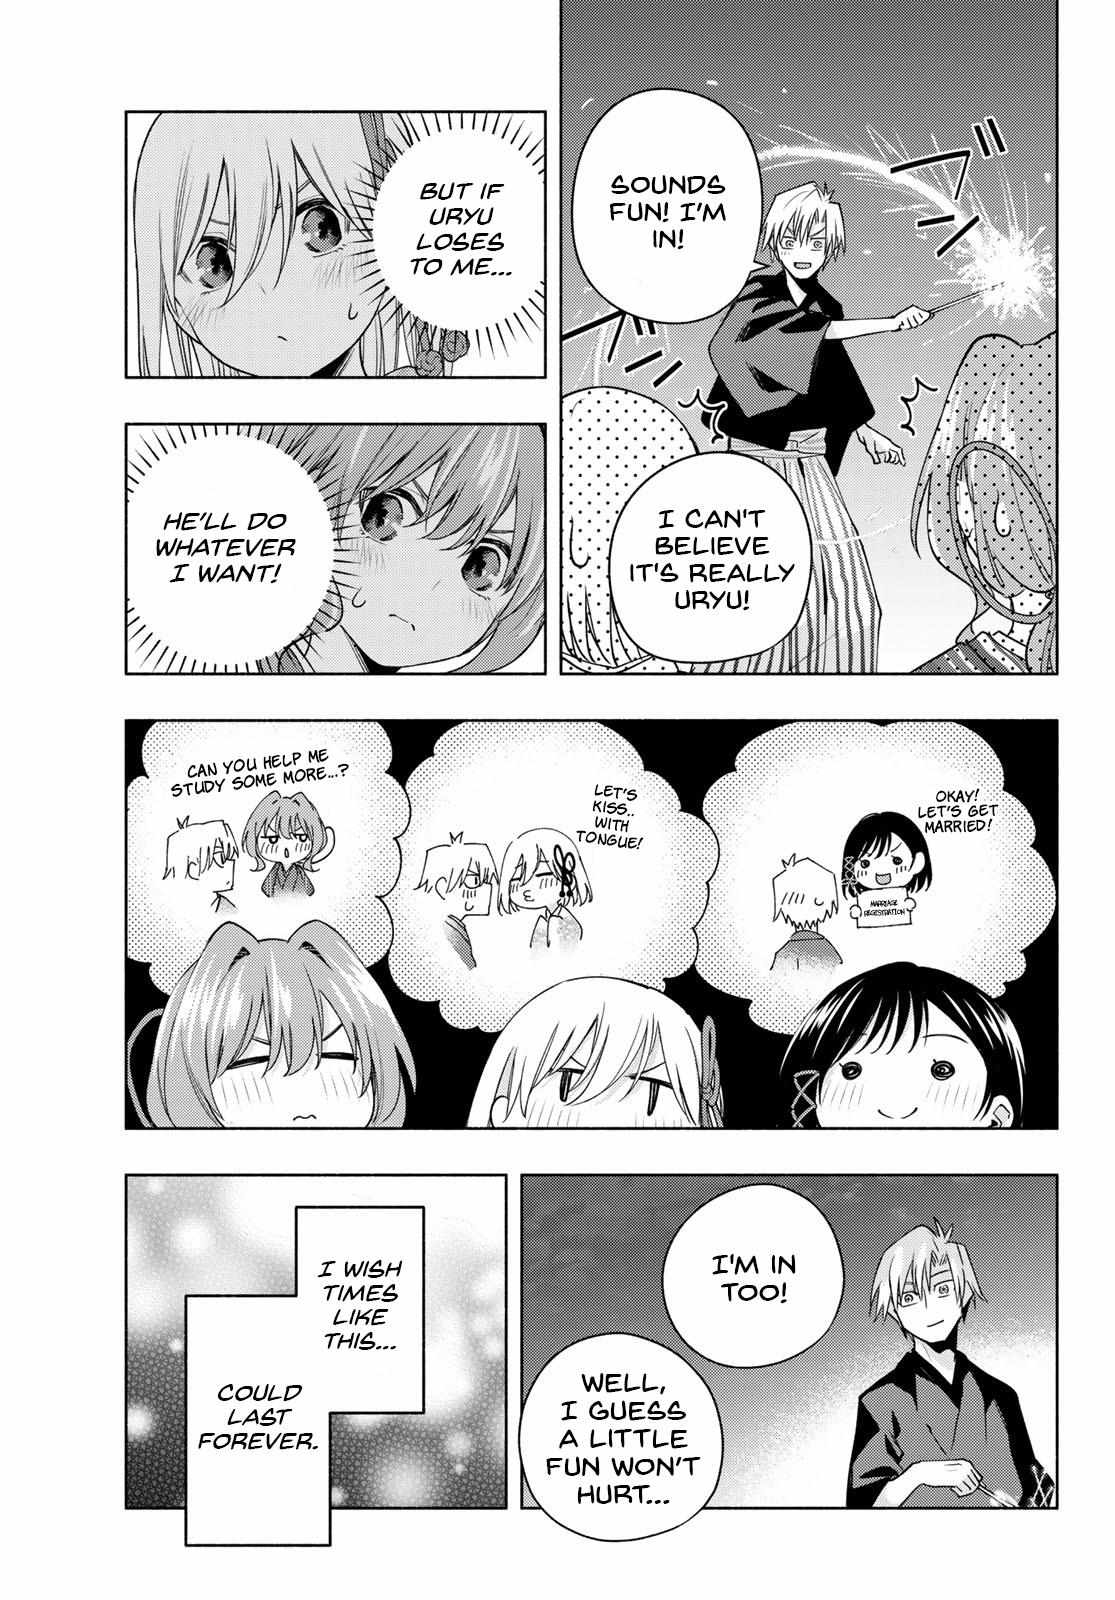 SOUNDS
FUN! I'M
IN!
I CAN'T
BELIEVE
IT'S REALLY
URYU!
BUT IF
URYU
LOSES
TO ME...
HE'LL DO
WHATEVER
I WANT!
OKAY!
LET'S GET
MARRIED!
MARRIAGE
REGISTRATION
LET'S
KISS..
WITH
TONGUE!
CAN YOU HELP ME
STUDY SOME MORE...?
I'M IN
TOO!
WELL,
I GUESS
A LITTLE
FUN WON'T
HURT...
I WISH
TIMES
LIKE
THIS...
COULD
LAST
FOREVER.